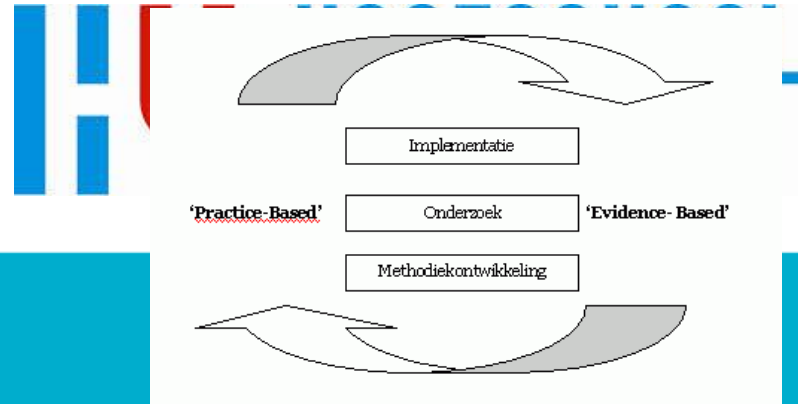 Implementatie
'Practice-Based' Onderzoek 'Evidence- Based'
Methodiekontwikkeling